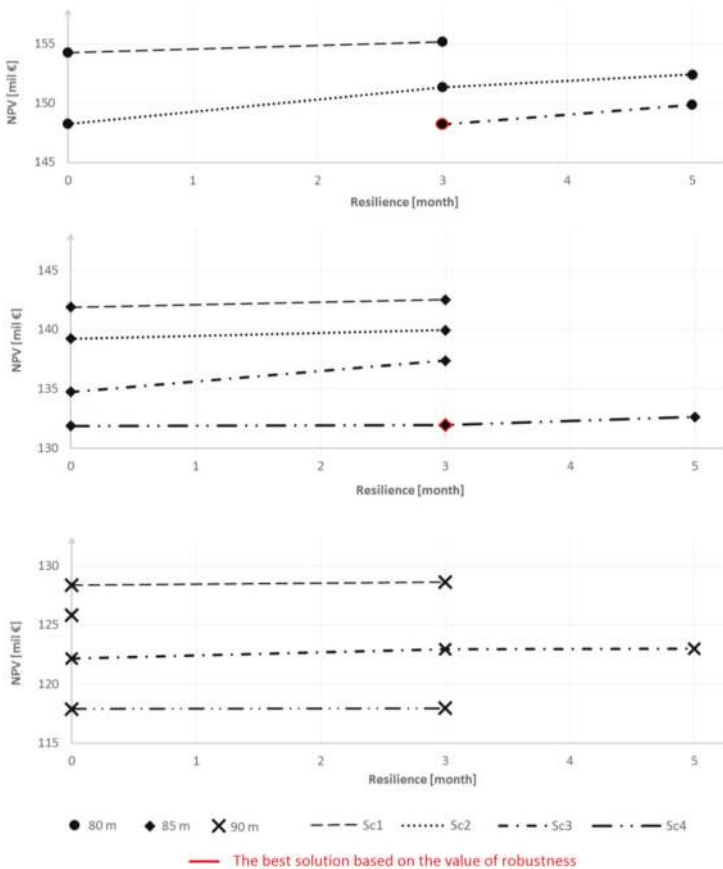 NPV [mil €]
155
150
145
0 1 2 3 4 5
Resilience [month]
NPV [mil €]
145
140
135
130
0 1 2 3 4 5
Resilience [month]
NPV [mil €]
130
125
120
115
0 1 2 3 4 5
Resilience [month]
80 m 85 m 90 m Sc1 Sc2 Sc3 Sc4
The best solution based on the value of robustness